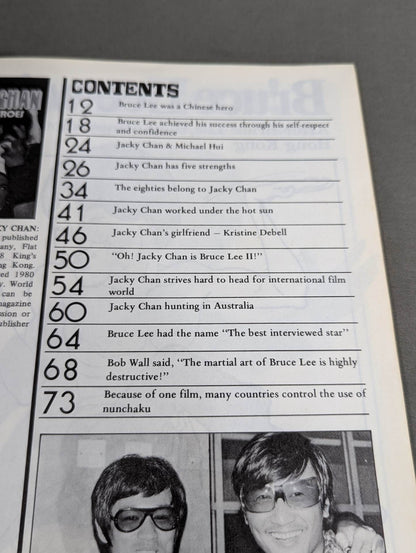 CHAN
ROES
CY CHAN:
published
any, Flat
8 King's
ng Kong.
ed 1980
y. World
can be
magazine
ssion or
ublisher
CONTENTS
12 Bruce Lee was a Chinese hero
18 Bruce Lee achieved his success through his self-respect
and confidence
24 Jacky Chan & Michael Hui
26 Jacky Chan has five strengths
34 The eighties belong to Jacky Chan
41 Jacky Chan worked under the hot sun
46 Jacky Chan's girlfriend – Kristine Debell
50 "Oh! Jacky Chan is Bruce Lee II!"
54 Jacky Chan strives hard to head for international film
world
60 Jacky Chan hunting in Australia
64 Bruce Lee had the name "The best interviewed star"
68 Bob Wall said, "The martial art of Bruce Lee is highly
destructive!"
73 Because of one film, many countries control the use of
nunchaku